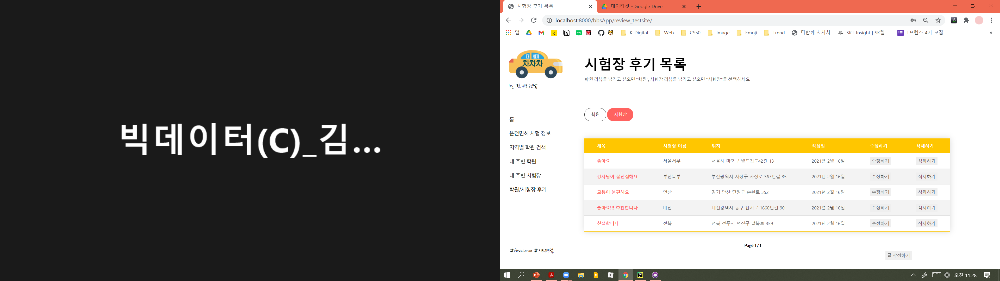 빅데이터(C)_김...
시험장 후기 목록
데이터셋 - Google Drive
localhost:8000/bbsApp/review_testsite/
앱
K-Digital
Web
CS50
Image
Emoji
Trend
다함께 차차차
SKT Insight | SK텔...
T프렌즈 4기 모집...
»
다 함께
차차차
by. 팀 지도편달
홈
운전면허 시험 정보
지역별 학원 검색
내 주변 학원
내 주변 시험장
학원/시험장 후기
#Awesome #지도편달
시험장 후기 목록
학원 리뷰를 남기고 싶으면 "학원", 시험장 리뷰를 남기고 싶으면 "시험장"를 선택하세요
학원 시험장
제목 시험장 이름 위치 작성일 수정하기 삭제하기
좋아요 서울서부 서울시 마포구 월드컵로42길 13 2021년 2월 16일 수정하기 삭제하기
강사님이 불친절해요 부산북부 부산광역시 사상구 사상로 367번길 35 2021년 2월 16일 수정하기 삭제하기
교통이 불편해요 안산 경기 안산 단원구 순환로 352 2021년 2월 16일 수정하기 삭제하기
좋아요!!! 추천합니다 대전 대전광역시 동구 산서로 1660번길 90 2021년 2월 16일 수정하기 삭제하기
친절합니다 전북 전북 전주시 덕진구 팔복로 359 2021년 2월 16일 수정하기 삭제하기
Page 1 / 1
글 작성하기
오전 11:28